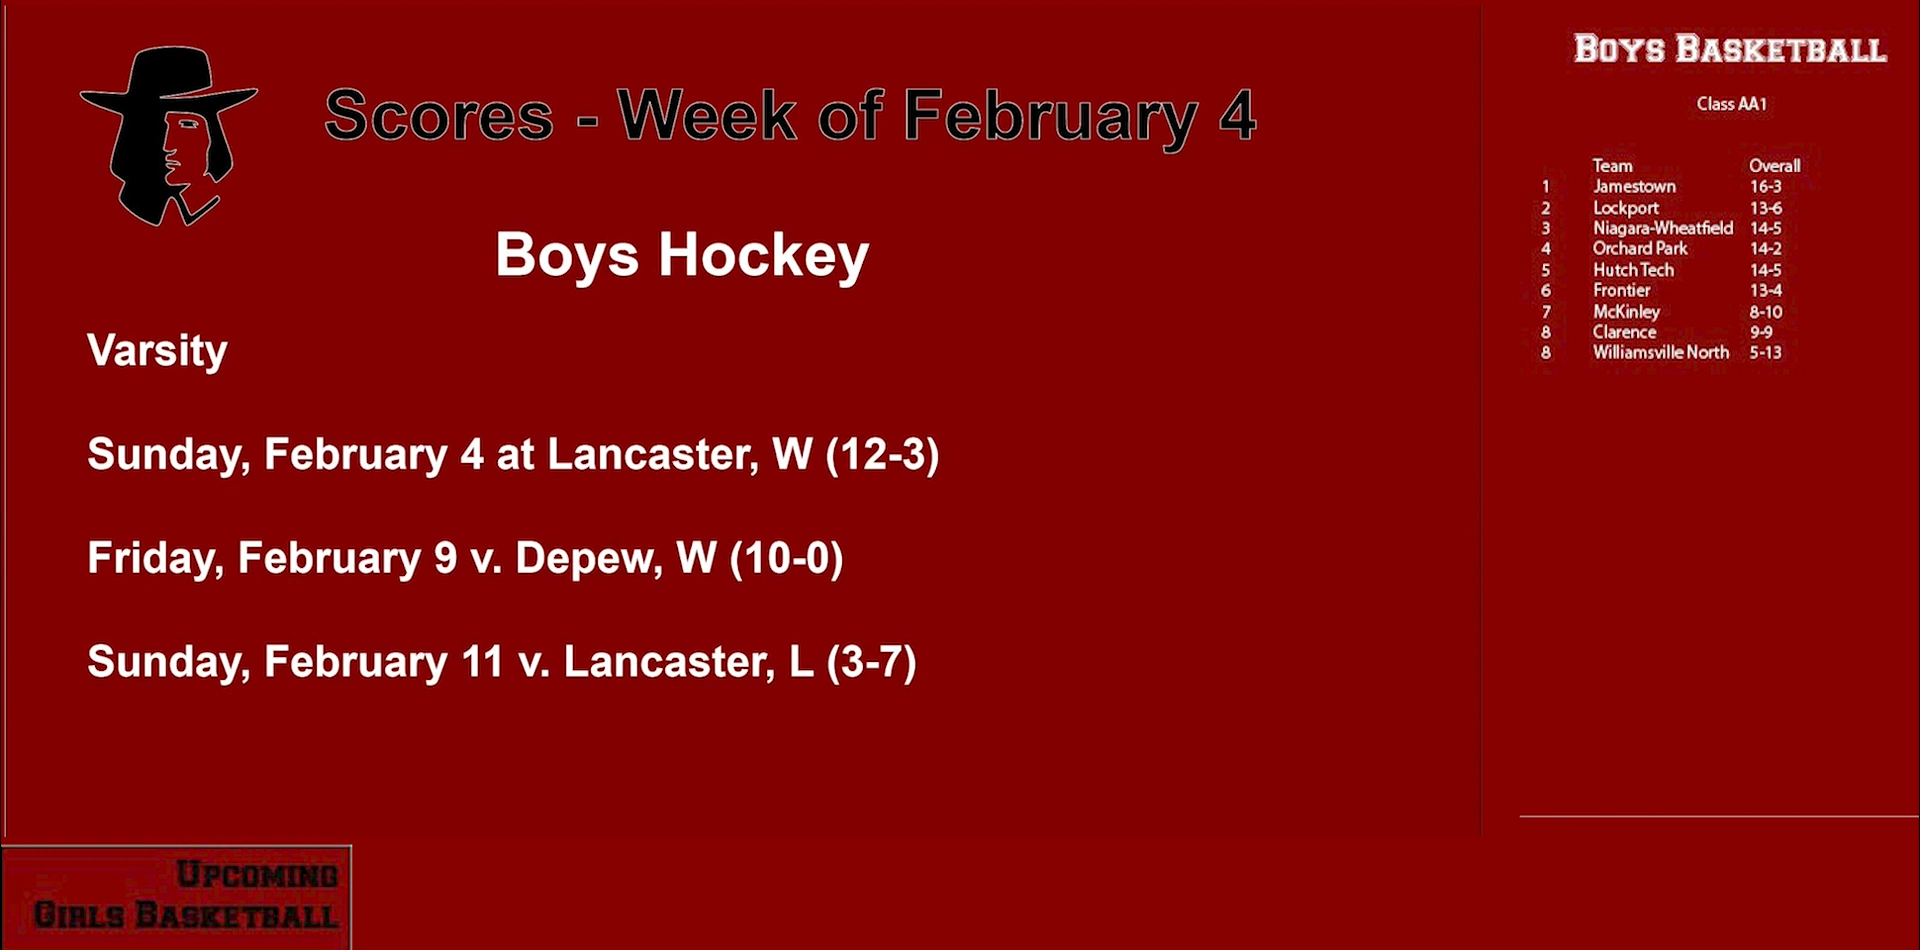 Scores - Week of February 4
Boys Hockey
Varsity
Sunday, February 4 at Lancaster, W (12-3)
Friday, February 9 v. Depew, W (10-0)
Sunday, February 11 v. Lancaster, L (3-7)
Boys Basketball
Class AA1
Team Overall
1 Jamestown 16-3
2 Lockport 13-6
3 Niagara-Wheatfield 14-5
4 Orchard Park 14-2
5 Hutch Tech 14-5
6 Frontier 13-4
7 McKinley 8-10
8 Clarence 9-9
8 Williamsville North 5-13
Upcoming
Girls Basketball